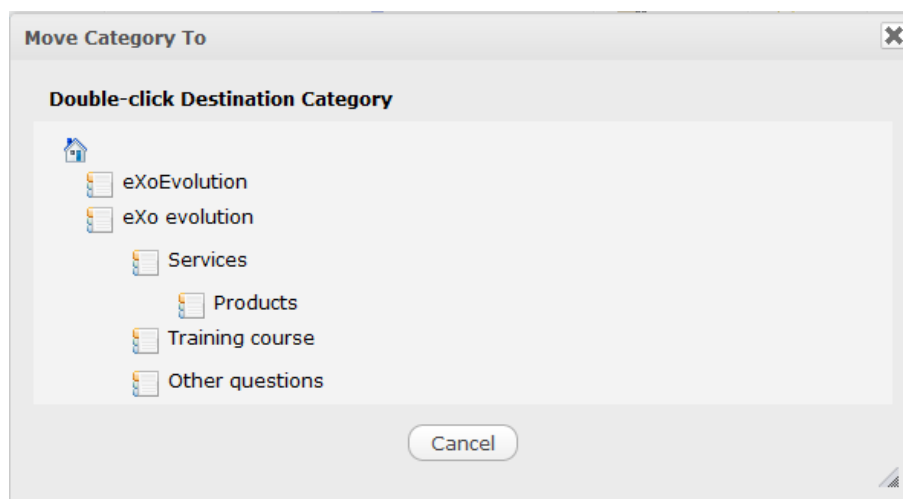 Move Category To
Double-click Destination Category
eXoEvolution
eXo evolution
Services
Products
Training course
Other questions
Cancel